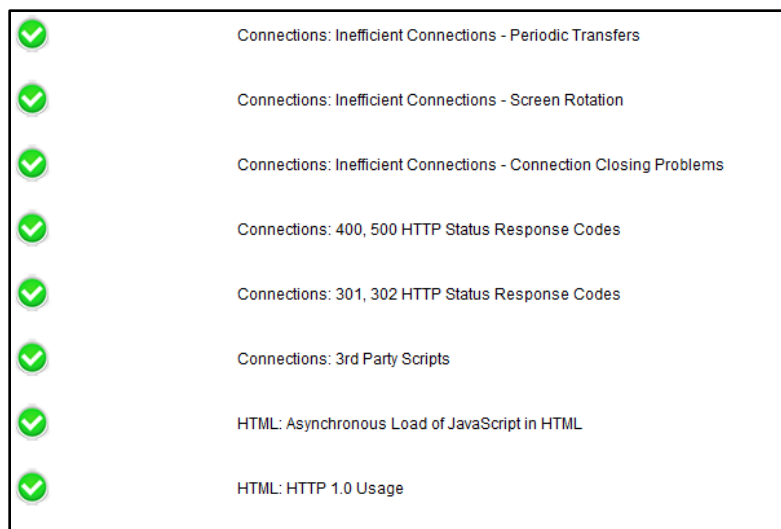 Connections: Inefficient Connections - Periodic Transfers
Connections: Inefficient Connections - Screen Rotation
Connections: Inefficient Connections - Connection Closing Problems
Connections: 400, 500 HTTP Status Response Codes
Connections: 301, 302 HTTP Status Response Codes
Connections: 3rd Party Scripts
HTML: Asynchronous Load of JavaScript in HTML
HTML: HTTP 1.0 Usage